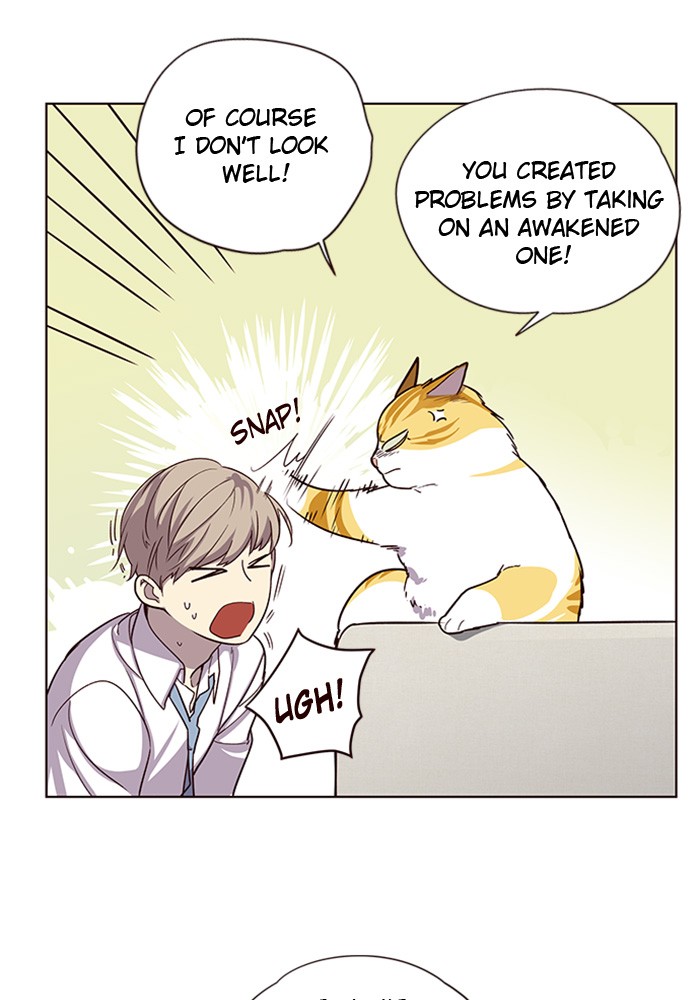 OF COURSE
I DON'T LOOK
WELL!
YOU CREATED
PROBLEMS BY TAKING
ON AN AWAKENED
ONE!
SNAP!
UGH!